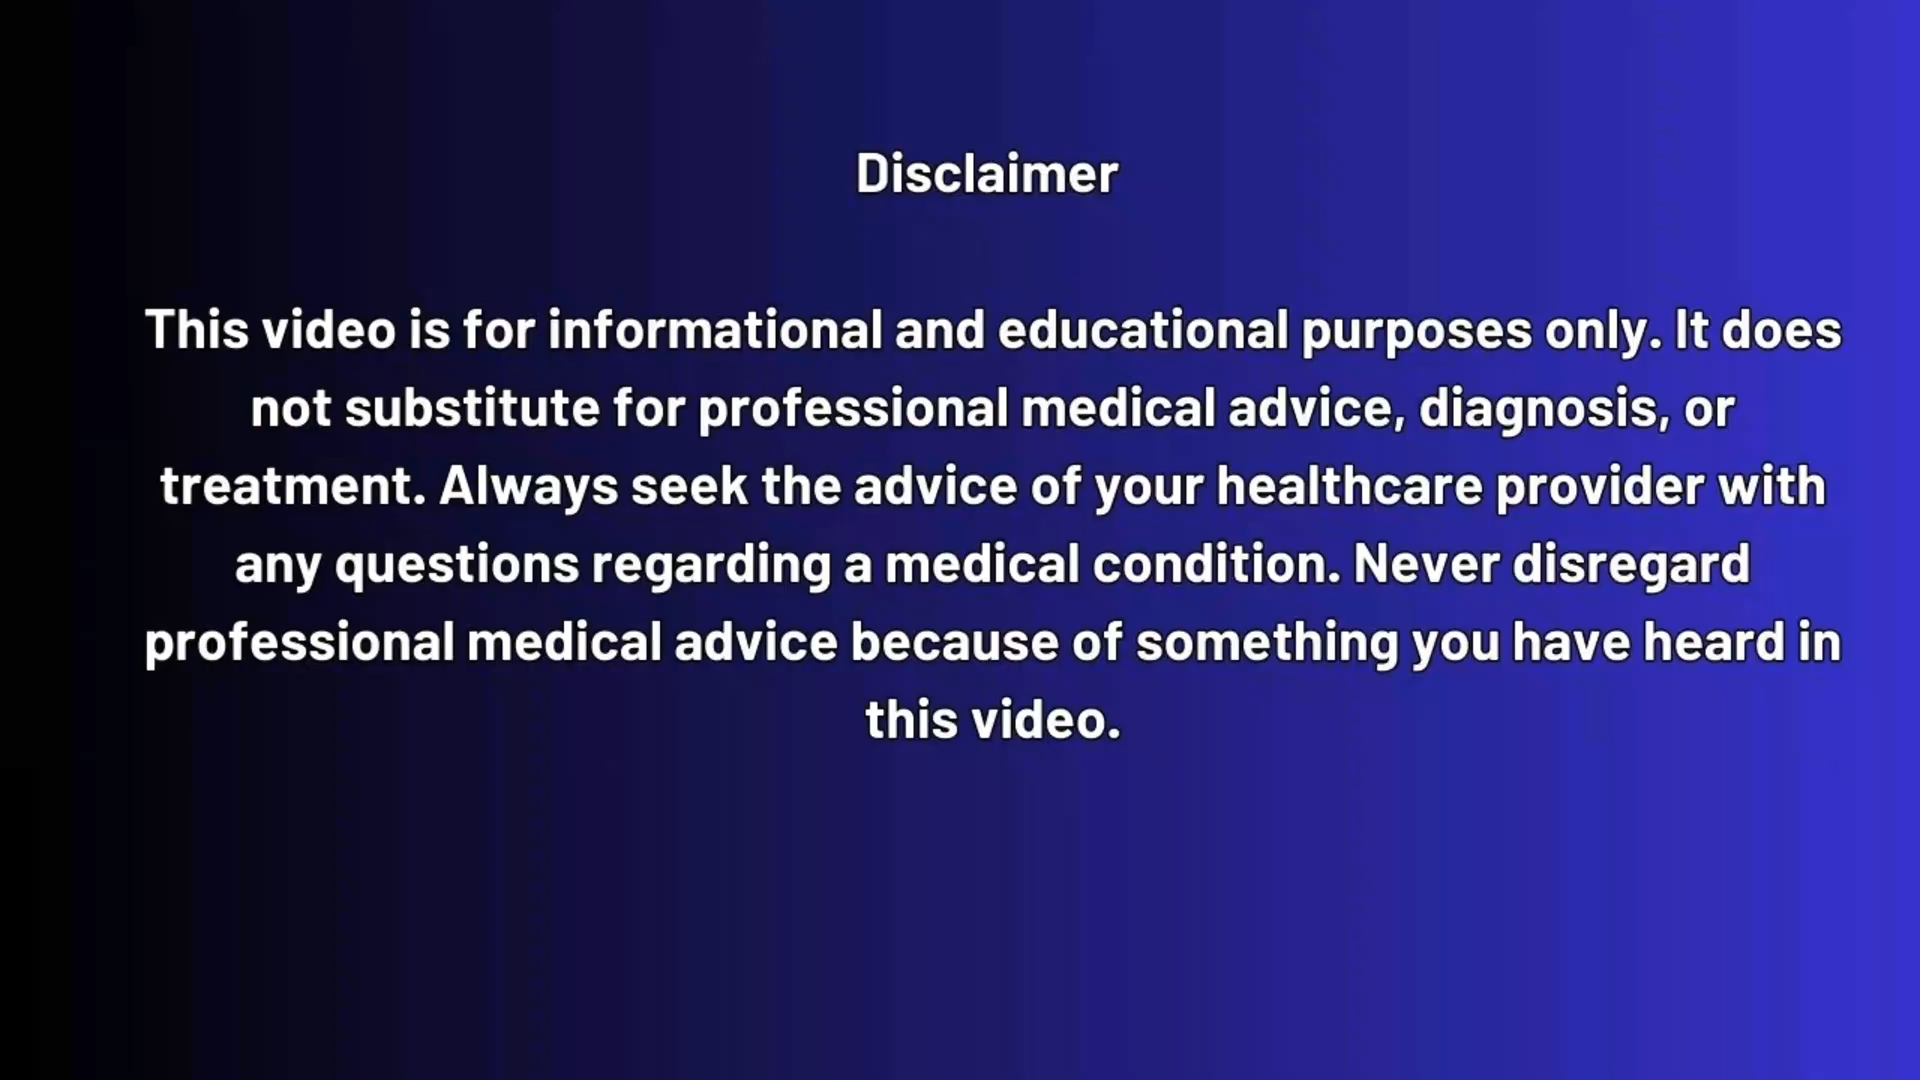 Disclaimer
This video is for informational and educational purposes only. It does
not substitute for professional medical advice, diagnosis, or
treatment. Always seek the advice of your healthcare provider with
any questions regarding a medical condition. Never disregard
professional medical advice because of something you have heard in
this video.